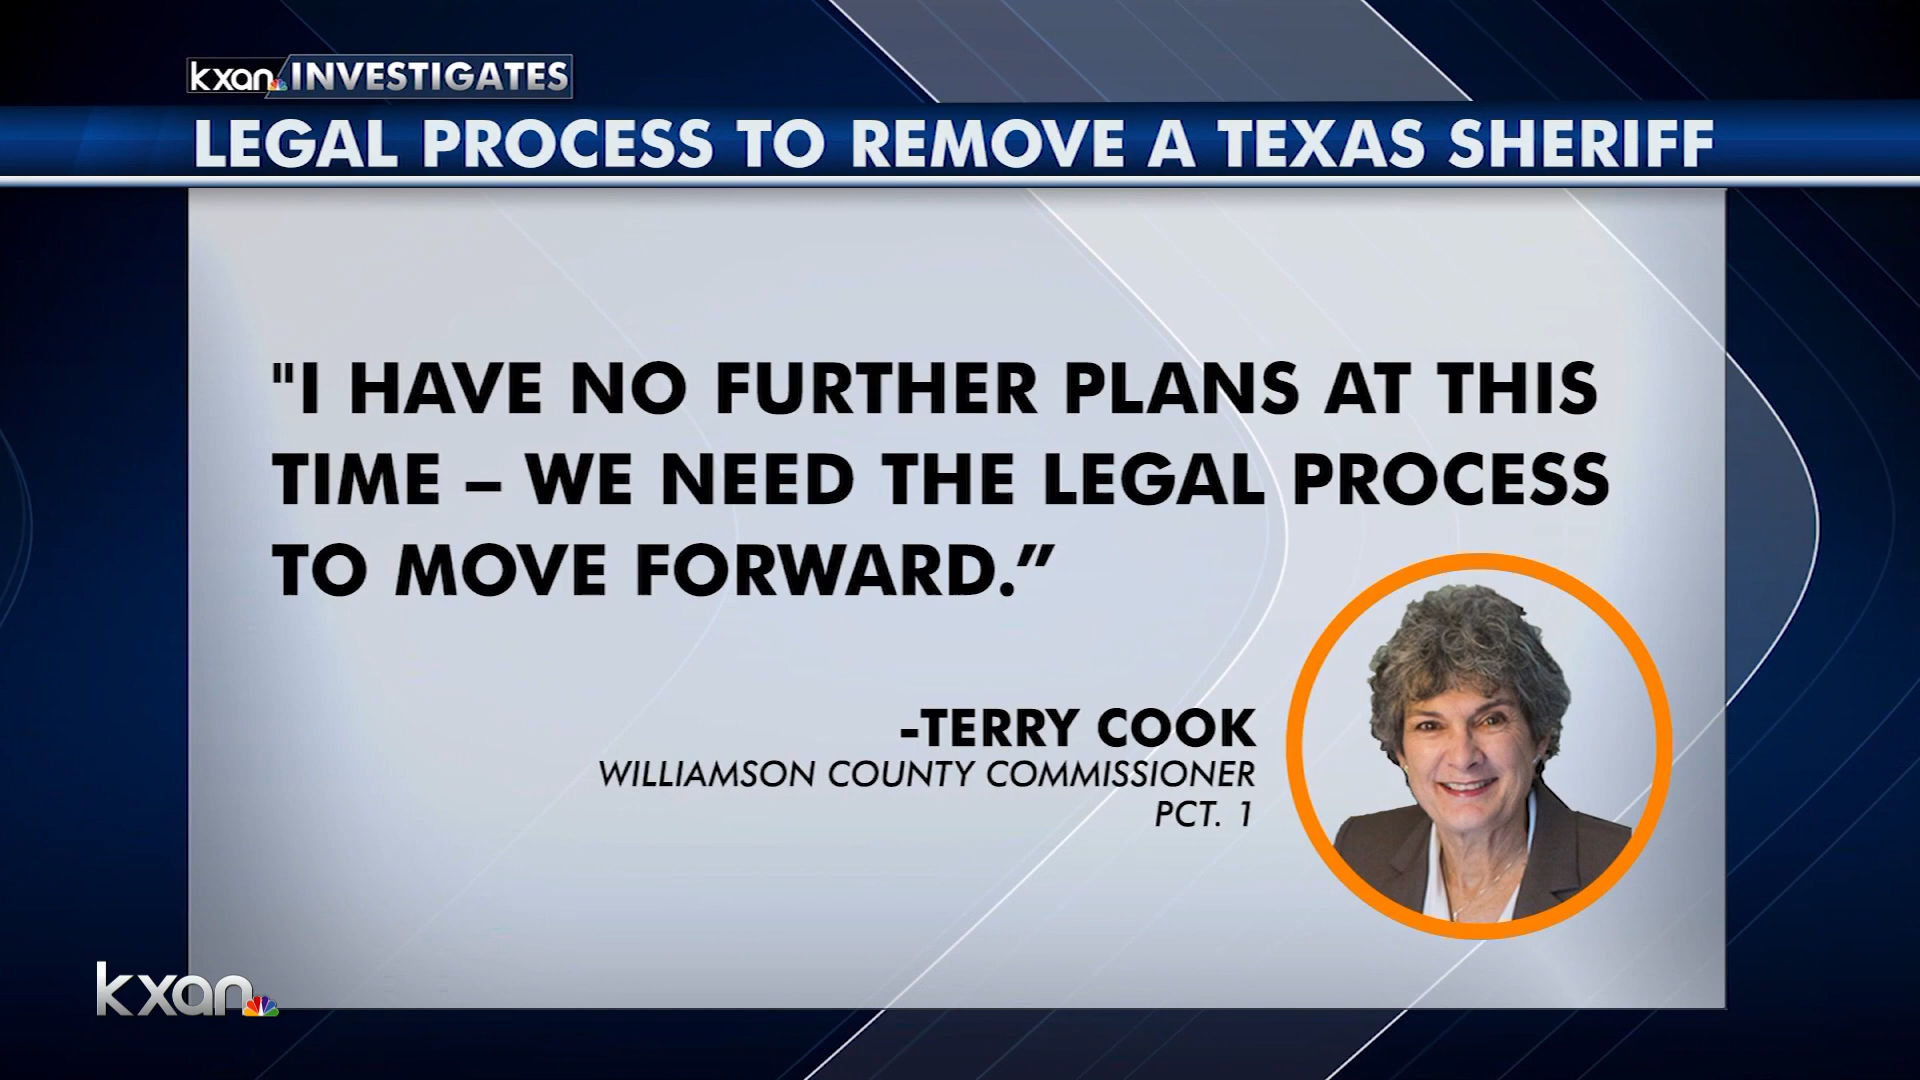 kxan INVESTIGATES
LEGAL PROCESS TO REMOVE A TEXAS SHERIFF
"I HAVE NO FURTHER PLANS AT THIS
TIME – WE NEED THE LEGAL PROCESS
TO MOVE FORWARD.”
-TERRY COOK
WILLIAMSON COUNTY COMMISSIONER
PCT. 1
kxan